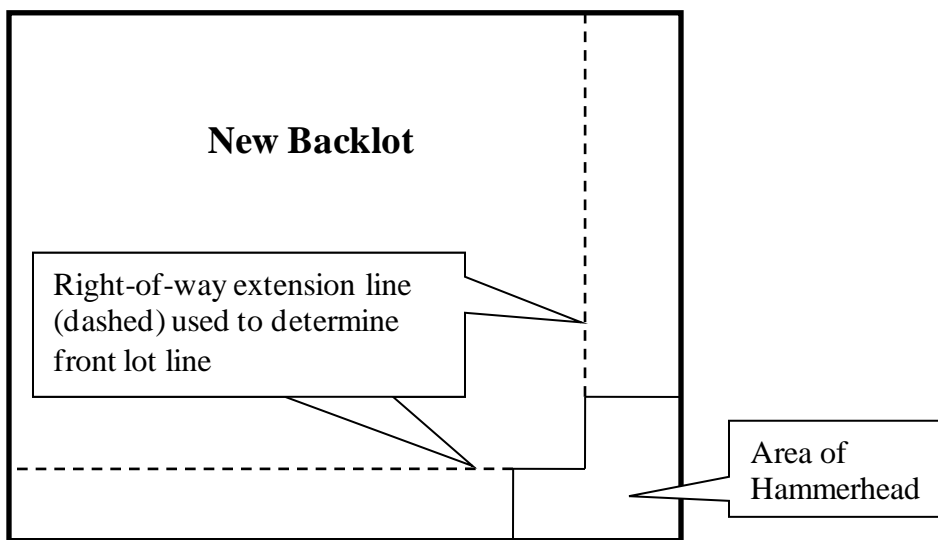 New Backlot
Right-of-way extension line
(dashed) used to determine
front lot line
Area of
Hammerhead